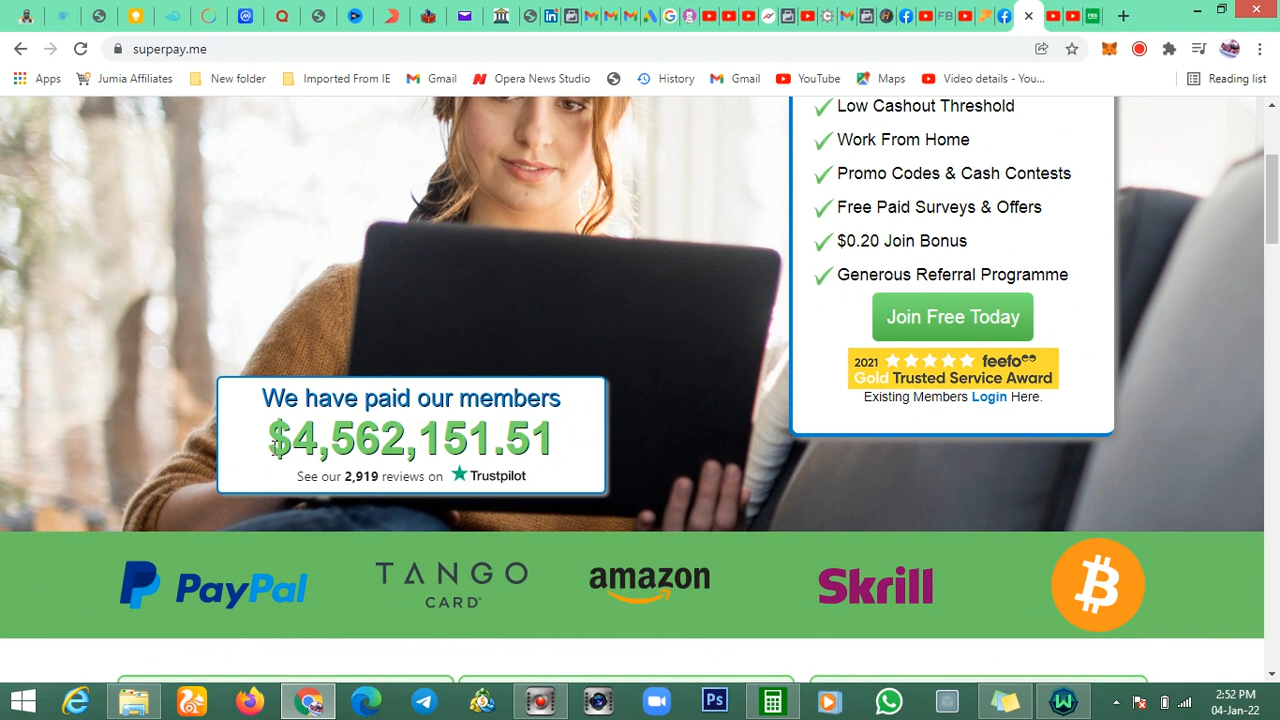 FB
superpay.me
Apps
Jumia Affiliates
New folder
Imported From IE
Gmail
Opera News Studio
History
Gmail
YouTube
Maps
Video details - You...
Reading list
Low Cashout Threshold
Work From Home
Promo Codes & Cash Contests
Free Paid Surveys & Offers
$0.20 Join Bonus
Generous Referral Programme
Join Free Today
2021 feefo
Gold Trusted Service Award
Existing Members Login Here.
We have paid our members
$4,562,151.51
See our 2,919 reviews on Trustpilot
PayPal
TANGO
CARD
amazon
Skrill
Ps
2:52 PM
04-Jan-22